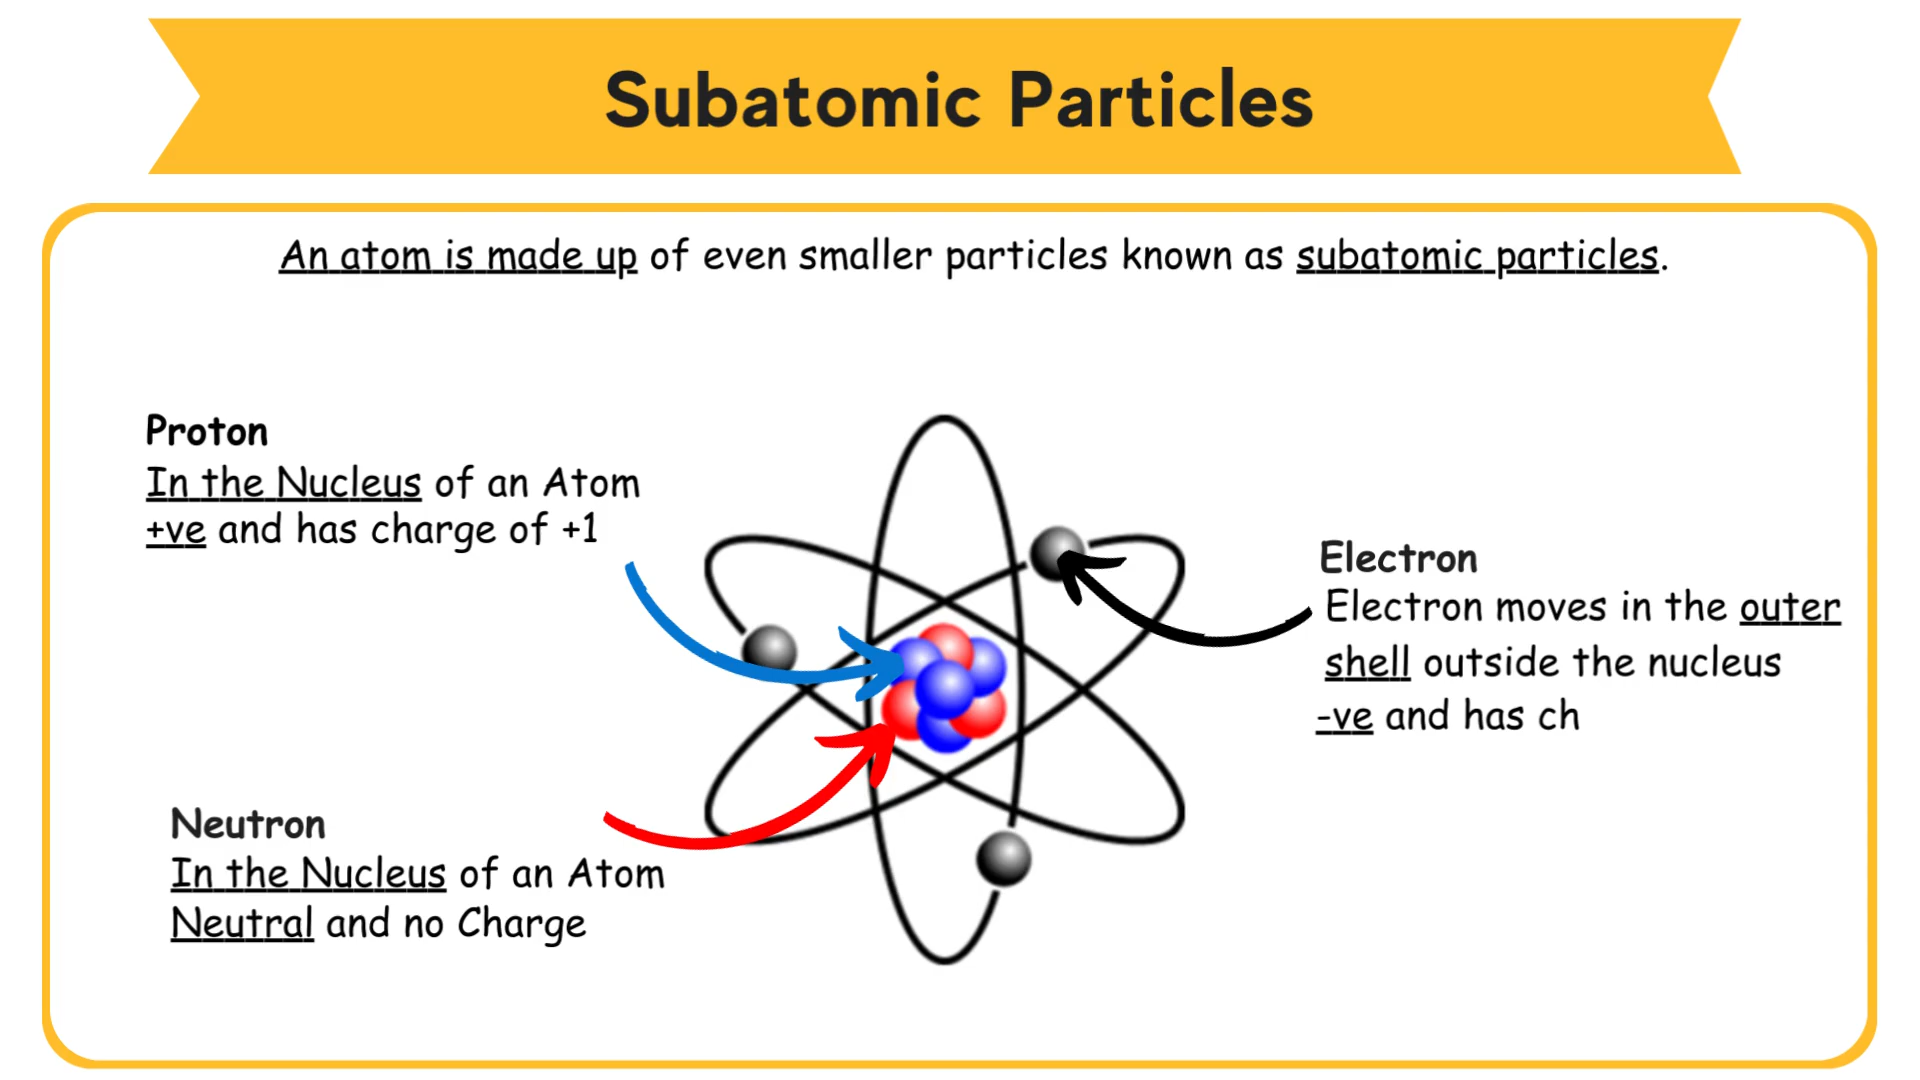 Subatomic Particles
An atom is made up of even smaller particles known as subatomic particles.
Proton
In the Nucleus of an Atom
+ve and has charge of +1
Electron
Electron moves in the outer
shell outside the nucleus
-ve and has ch
Neutron
In the Nucleus of an Atom
Neutral and no Charge